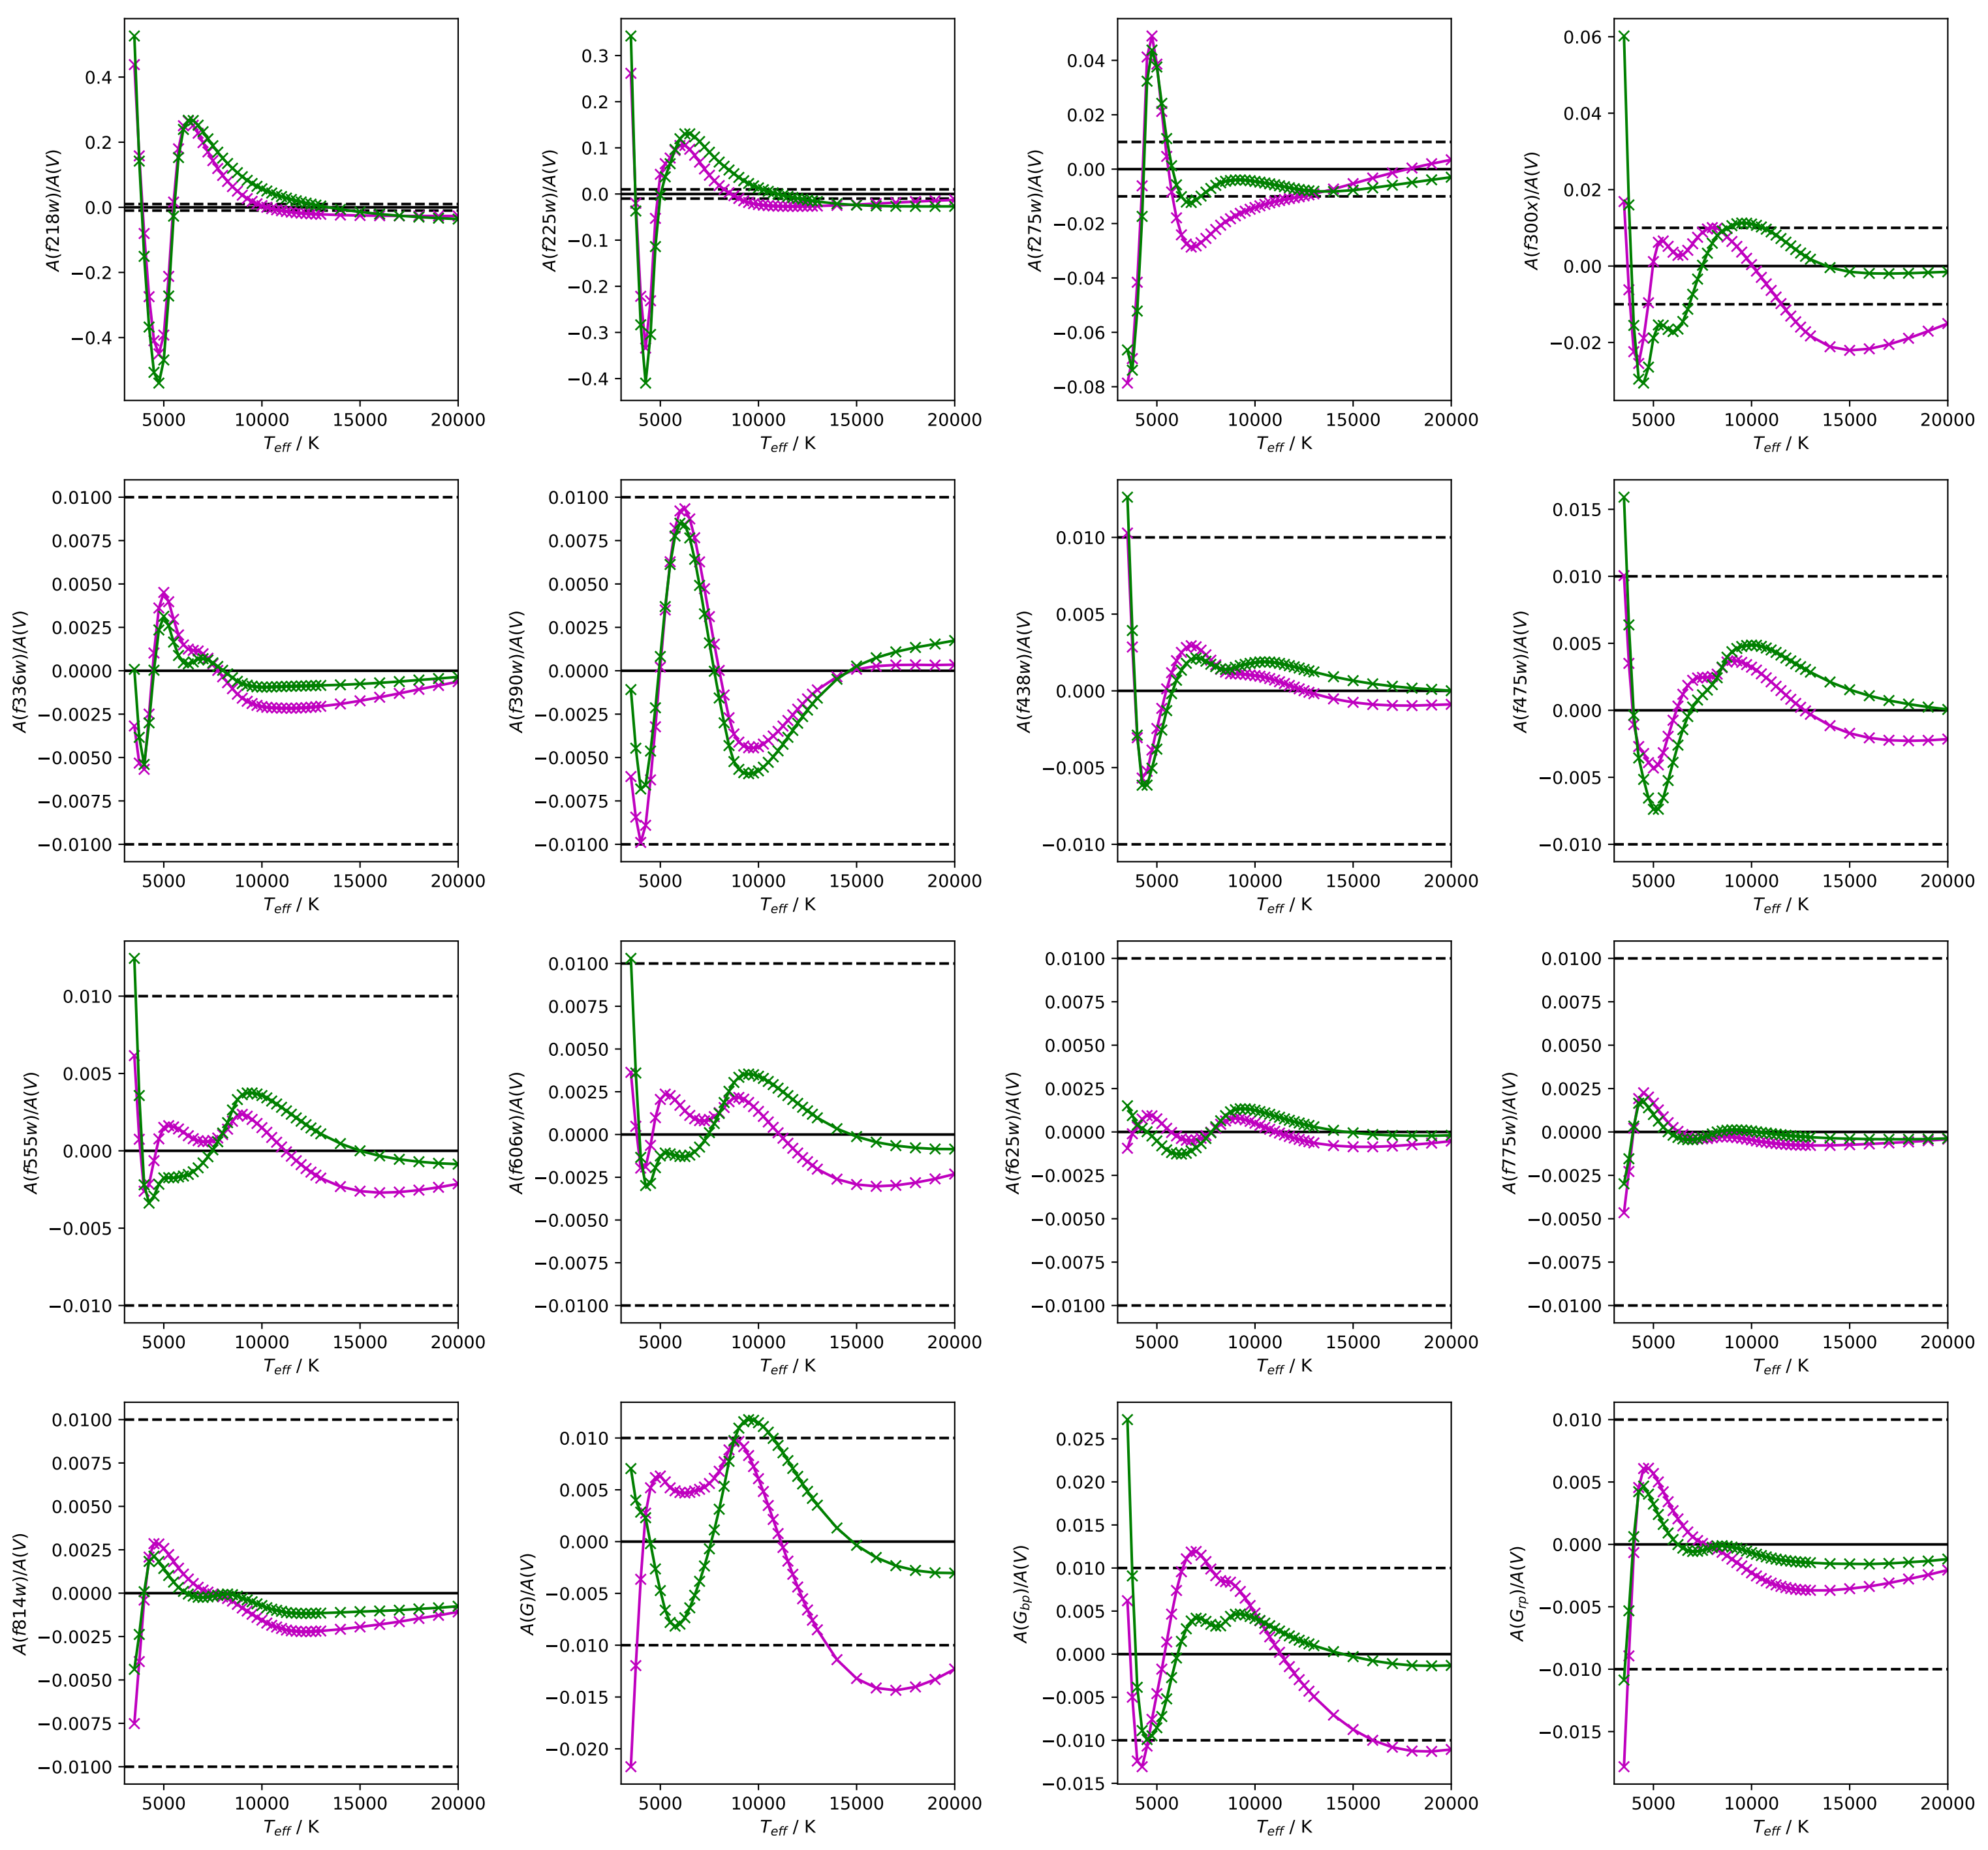 A(f218w)/A(V)
0.4
0.2
0.0
−0.2
−0.4
5000 10000 15000 20000
T_eff / K
A(f225w)/A(V)
0.3
0.2
0.1
0.0
−0.1
−0.2
−0.3
−0.4
5000 10000 15000 20000
T_eff / K
A(f275w)/A(V)
0.04
0.02
0.00
−0.02
−0.04
−0.06
−0.08
5000 10000 15000 20000
T_eff / K
A(f300x)/A(V)
0.06
0.04
0.02
0.00
−0.02
5000 10000 15000 20000
T_eff / K
A(f336w)/A(V)
0.0100
0.0075
0.0050
0.0025
0.0000
−0.0025
−0.0050
−0.0075
−0.0100
5000 10000 15000 20000
T_eff / K
A(f390w)/A(V)
0.0100
0.0075
0.0050
0.0025
0.0000
−0.0025
−0.0050
−0.0075
−0.0100
5000 10000 15000 20000
T_eff / K
A(f438w)/A(V)
0.010
0.005
0.000
−0.005
−0.010
5000 10000 15000 20000
T_eff / K
A(f475w)/A(V)
0.015
0.010
0.005
0.000
−0.005
−0.010
5000 10000 15000 20000
T_eff / K
A(f555w)/A(V)
0.010
0.005
0.000
−0.005
−0.010
5000 10000 15000 20000
T_eff / K
A(f606w)/A(V)
0.0100
0.0075
0.0050
0.0025
0.0000
−0.0025
−0.0050
−0.0075
−0.0100
5000 10000 15000 20000
T_eff / K
A(f625w)/A(V)
0.0100
0.0075
0.0050
0.0025
0.0000
−0.0025
−0.0050
−0.0075
−0.0100
5000 10000 15000 20000
T_eff / K
A(f775w)/A(V)
0.0100
0.0075
0.0050
0.0025
0.0000
−0.0025
−0.0050
−0.0075
−0.0100
5000 10000 15000 20000
T_eff / K
A(f814w)/A(V)
0.0100
0.0075
0.0050
0.0025
0.0000
−0.0025
−0.0050
−0.0075
−0.0100
5000 10000 15000 20000
T_eff / K
A(G)/A(V)
0.010
0.005
0.000
−0.005
−0.010
−0.015
−0.020
5000 10000 15000 20000
T_eff / K
A(G_bp)/A(V)
0.025
0.020
0.015
0.010
0.005
0.000
−0.005
−0.010
−0.015
5000 10000 15000 20000
T_eff / K
A(G_rp)/A(V)
0.010
0.005
0.000
−0.005
−0.010
−0.015
5000 10000 15000 20000
T_eff / K